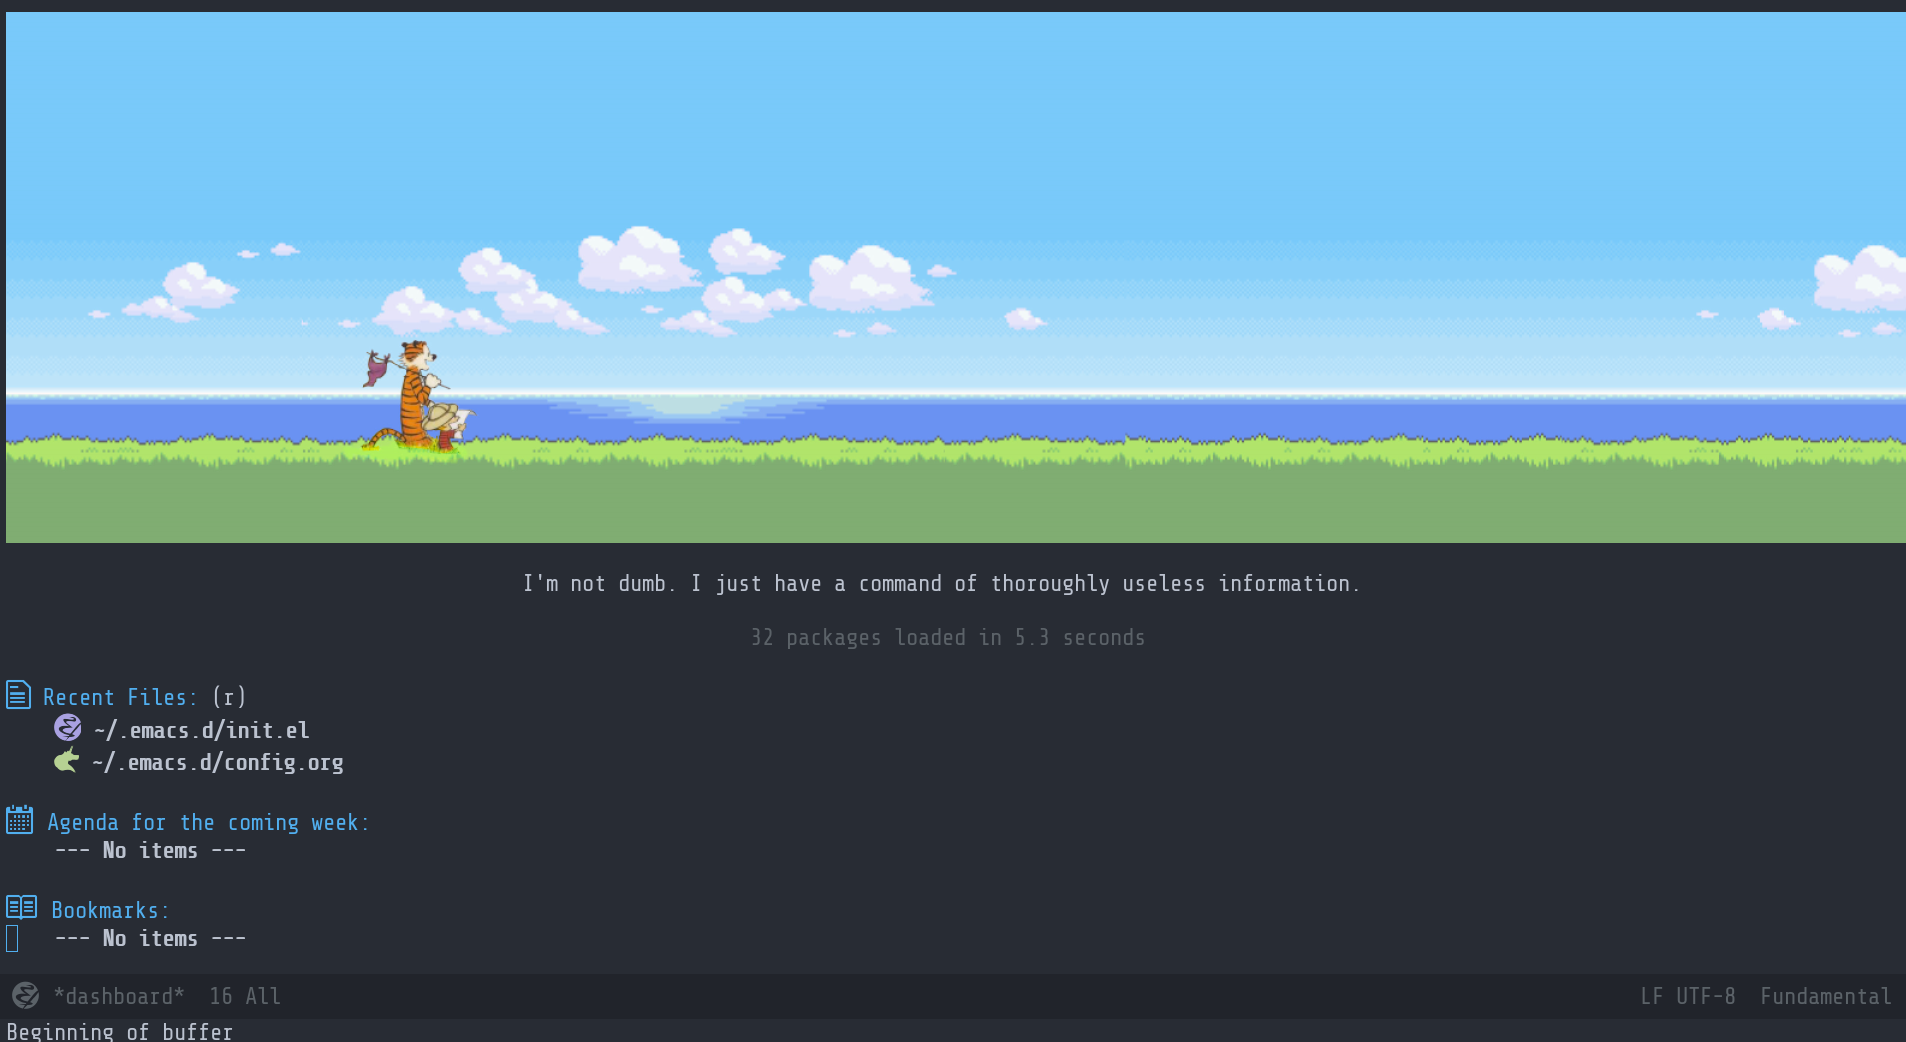 I'm not dumb. I just have a command of thoroughly useless information.
32 packages loaded in 5.3 seconds
Recent Files: (r)
~/.emacs.d/init.el
~/.emacs.d/config.org
Agenda for the coming week:
--- No items ---
Bookmarks:
--- No items ---
*dashboard* 16 All LF UTF-8 Fundamental
Beginning of buffer